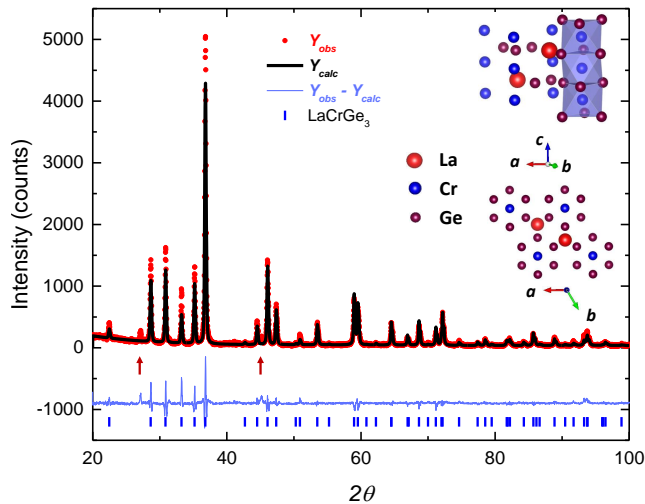 Y_obs
Y_calc
Y_obs - Y_calc
LaCrGe₃
5000
4000
3000
2000
1000
0
-1000
Intensity (counts)
20
40
60
80
100
2θ
La
Cr
Ge
c
a
b
a
b